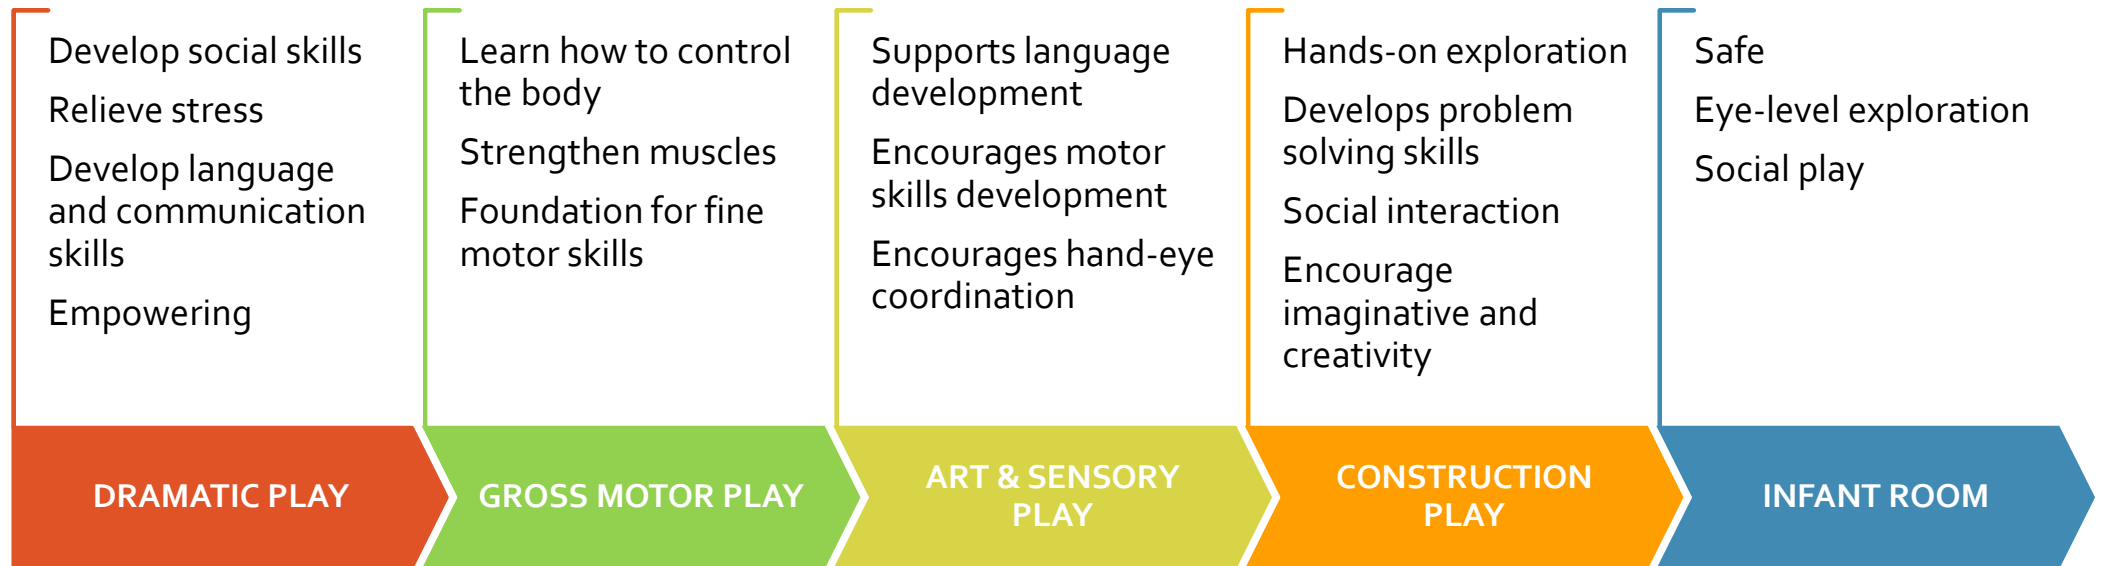 Develop social skills
Relieve stress
Develop language
and communication
skills
Empowering
DRAMATIC PLAY
Learn how to control
the body
Strengthen muscles
Foundation for fine
motor skills
GROSS MOTOR PLAY
Supports language
development
Encourages motor
skills development
Encourages hand-eye
coordination
ART & SENSORY
PLAY
Hands-on exploration
Develops problem
solving skills
Social interaction
Encourage
imaginative and
creativity
CONSTRUCTION
PLAY
Safe
Eye-level exploration
Social play
INFANT ROOM